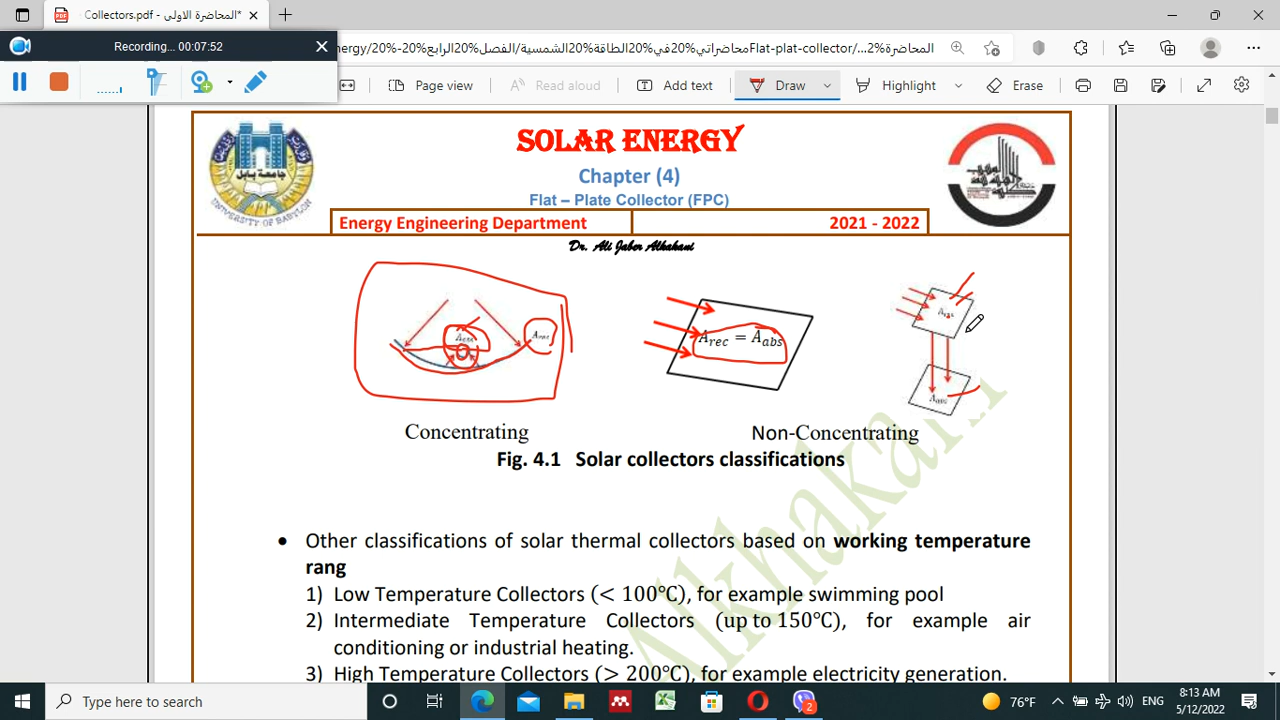 Collectors.pdf - المحاضرة الاولى*
Recording... 00:07:52
Page view
Read aloud
Add text
Draw
Highlight
Erase
SOLAR ENERGY
Chapter (4)
Flat – Plate Collector (FPC)
UNIVERSITY OF BABYLON
Energy Engineering Department
2021 - 2022
Dr. Ali Jaber Alkhakani
A_rec = A_abs
Concentrating
Non-Concentrating
Fig. 4.1 Solar collectors classifications
• Other classifications of solar thermal collectors based on working temperature
rang
1) Low Temperature Collectors (< 100℃), for example swimming pool
2) Intermediate Temperature Collectors (up to 150℃), for example air
conditioning or industrial heating.
3) High Temperature Collectors (> 200℃), for example electricity generation.
Alkhakani
Type here to search
2
76°F
ENG
8:13 AM
5/12/2022